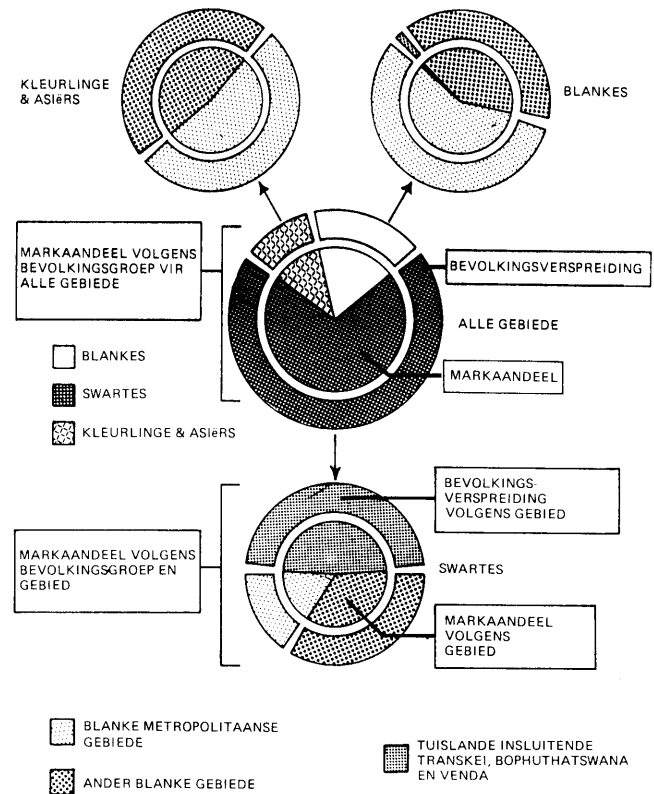 KLEURLINGE
& ASIëRS
BLANKES
MARKAANDEEL VOLGENS
BEVOLKINGSGROEP VIR
ALLE GEBIEDE
BEVOLKINGSVERSPREIDING
ALLE GEBIEDE
MARKAANDEEL
BLANKES
SWARTES
KLEURLINGE & ASIëRS
BEVOLKINGS-
VERSPREIDING
VOLGENS GEBIED
MARKAANDEEL VOLGENS
BEVOLKINGSGROEP EN
GEBIED
SWARTES
MARKAANDEEL
VOLGENS
GEBIED
BLANKE METROPOLITAANSE
GEBIEDE
ANDER BLANKE GEBIEDE
TUISLANDE INSLUITENDE
TRANSKEI, BOPHUTHATSWANA
EN VENDA